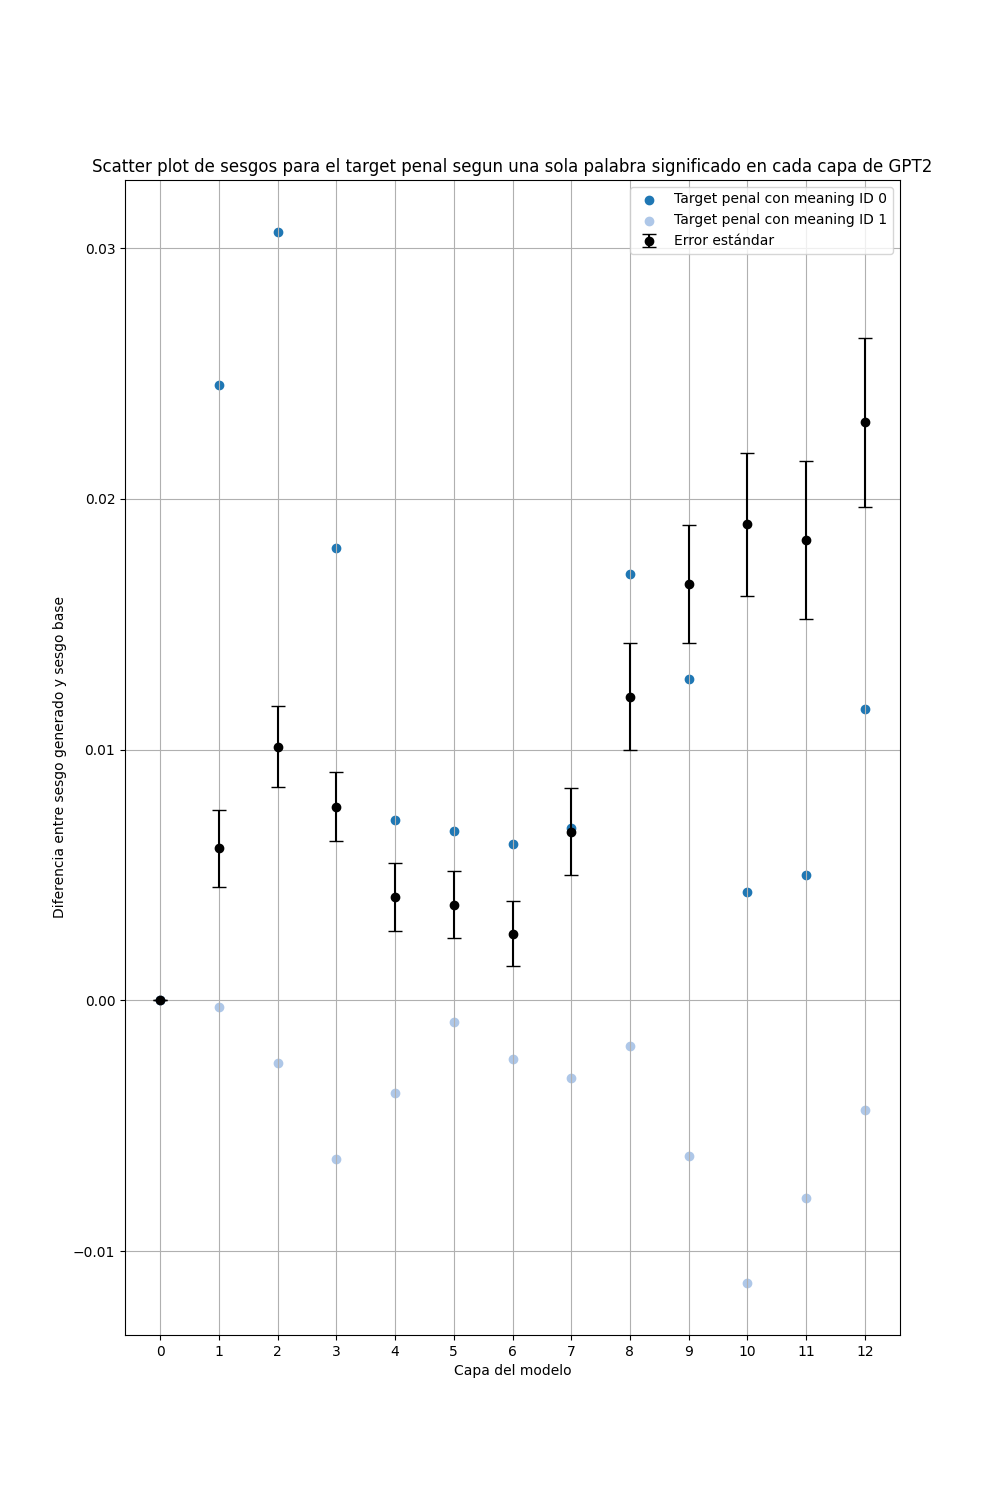 Scatter plot de sesgos para el target penal segun una sola palabra significado en cada capa de GPT2
Target penal con meaning ID 0
Target penal con meaning ID 1
Error estándar
0.03
0.02
0.01
0.00
−0.01
Diferencia entre sesgo generado y sesgo base
0 1 2 3 4 5 6 7 8 9 10 11 12
Capa del modelo